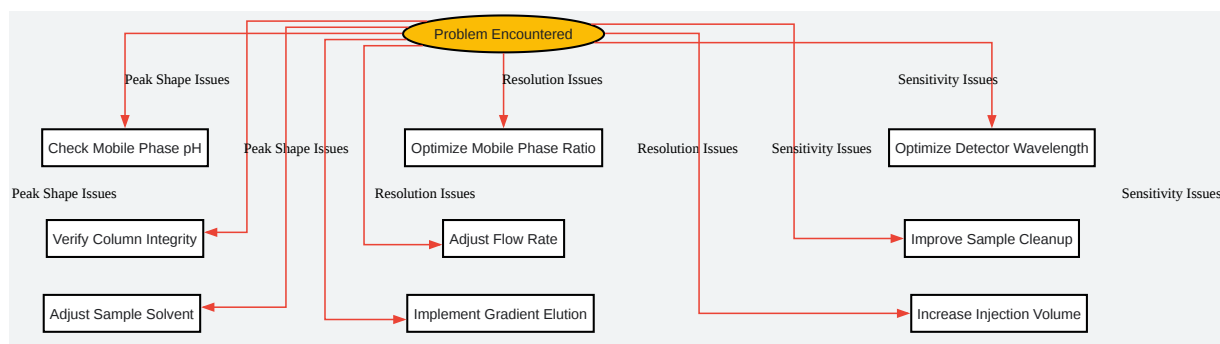 Problem Encountered
Peak Shape Issues
Resolution Issues
Sensitivity Issues
Check Mobile Phase pH
Peak Shape Issues
Optimize Mobile Phase Ratio
Resolution Issues
Sensitivity Issues
Optimize Detector Wavelength
Peak Shape Issues
Resolution Issues
Sensitivity Issues
Verify Column Integrity
Adjust Flow Rate
Improve Sample Cleanup
Adjust Sample Solvent
Implement Gradient Elution
Increase Injection Volume